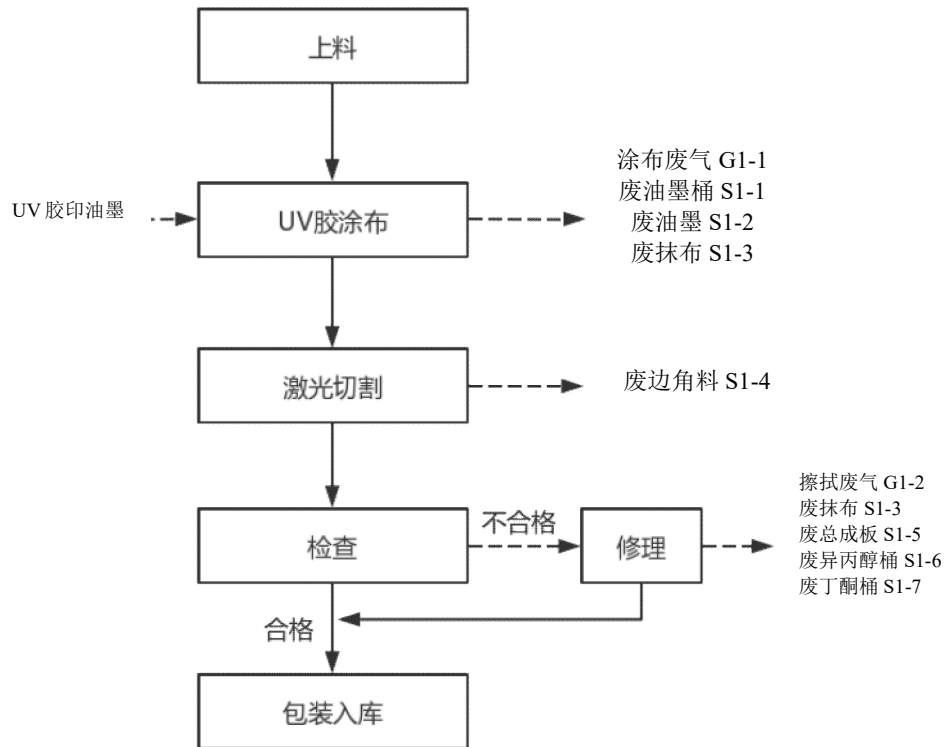 上料
涂布废气 G1-1
废油墨桶 S1-1
UV 胶印油墨
UV胶涂布
废油墨 S1-2
废抹布 S1-3
激光切割
废边角料 S1-4
擦拭废气 G1-2
不合格
废抹布 S1-3
检查
修理
废总成板 S1-5
废异丙醇桶 S1-6
废丁酮桶 S1-7
合格
包装入库